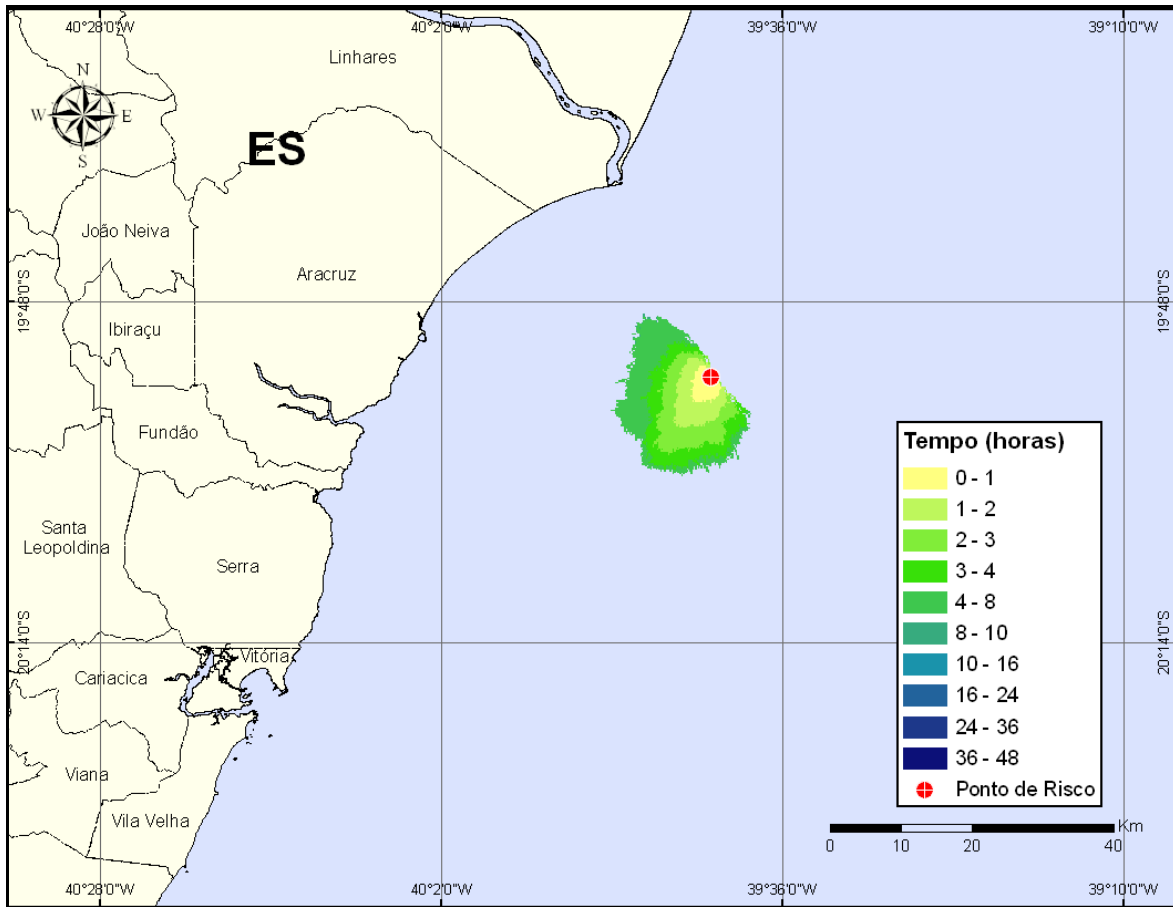 40°28'0"W
40°2'0"W
39°36'0"W
39°10'0"W
Linhares
N
W
E
S
ES
João Neiva
Aracruz
19°48'0"S
19°48'0"S
Ibiraçu
Fundão
Santa
Leopoldina
Serra
20°14'0"S
20°14'0"S
Vitória
Cariacica
Viana
Vila Velha
Tempo (horas)
0 - 1
1 - 2
2 - 3
3 - 4
4 - 8
8 - 10
10 - 16
16 - 24
24 - 36
36 - 48
Ponto de Risco
Km
0 10 20 40
40°28'0"W
40°2'0"W
39°36'0"W
39°10'0"W